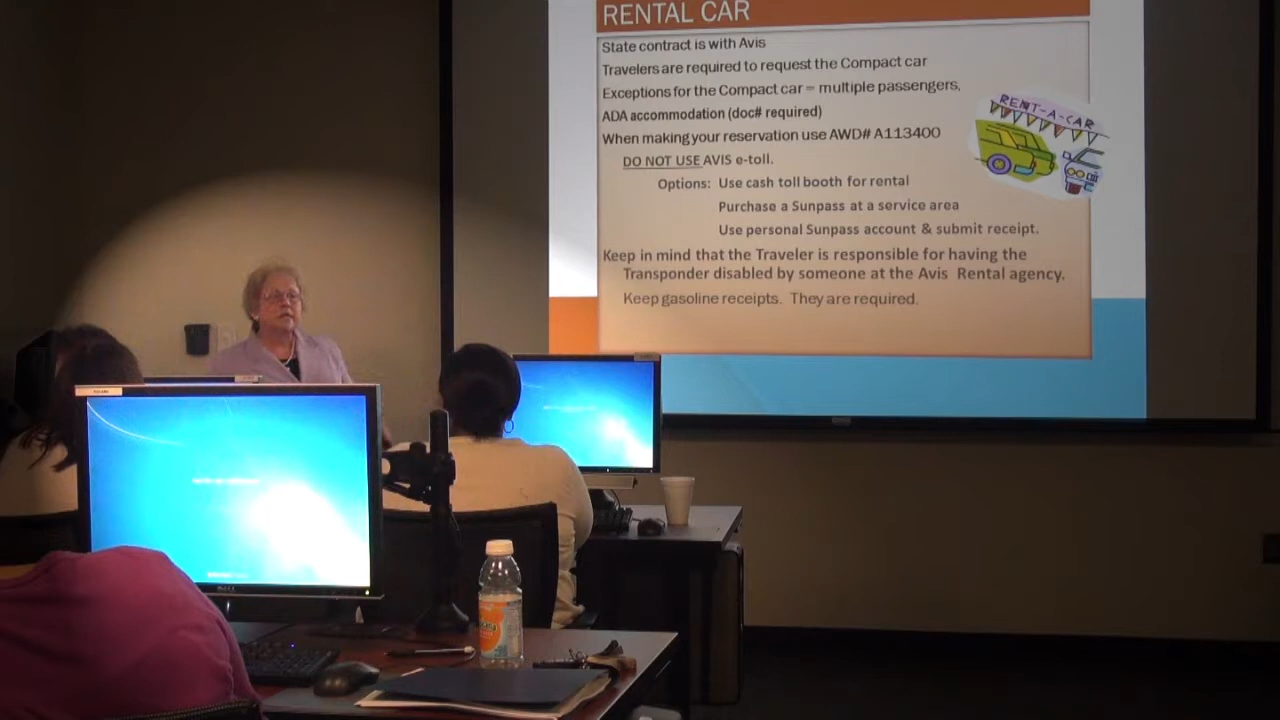 RENTAL CAR
State contract is with Avis
Travelers are required to request the Compact car
Exceptions for the Compact car = multiple passengers,
ADA accommodation (doc# required)
When making your reservation use AWD# A113400
DO NOT USE AVIS e-toll.
Options: Use cash toll booth for rental
Purchase a Sunpass at a service area
Use personal Sunpass account & submit receipt.
Keep in mind that the Traveler is responsible for having the
Transponder disabled by someone at the Avis Rental agency.
Keep gasoline receipts. They are required.
RENT-A-CAR
DELL